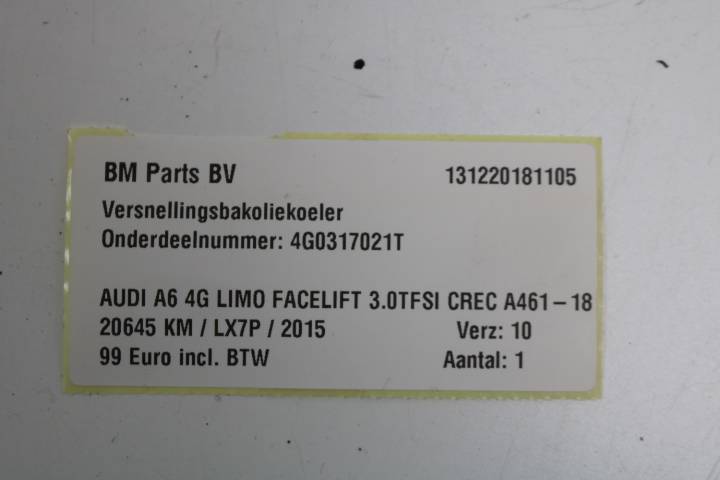 BM Parts BV 131220181105
Versnellingsbakoliekoeler
Onderdeelnummer: 4G0317021T
AUDI A6 4G LIMO FACELIFT 3.0TFSI CREC A461-18
20645 KM / LX7P / 2015 Verz: 10
99 Euro incl. BTW Aantal: 1